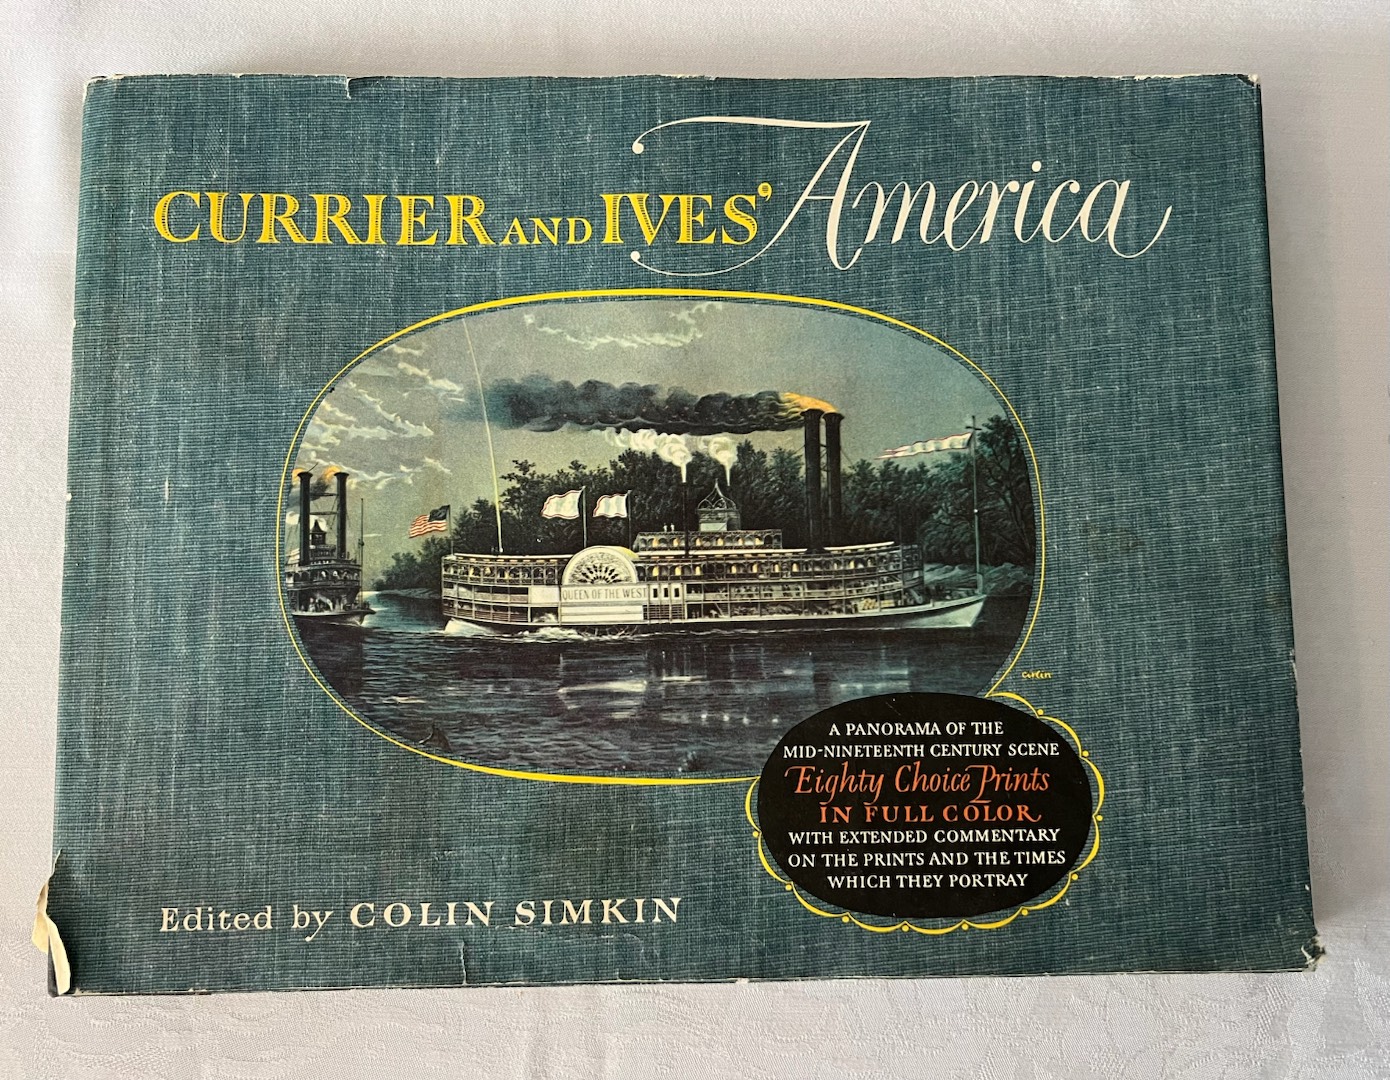 CURRIER AND IVES' America
QUEEN OF THE WEST
A PANORAMA OF THE
MID-NINETEENTH CENTURY SCENE
Eighty Choice Prints
IN FULL COLOR
WITH EXTENDED COMMENTARY
ON THE PRINTS AND THE TIMES
WHICH THEY PORTRAY
Edited by COLIN SIMKIN